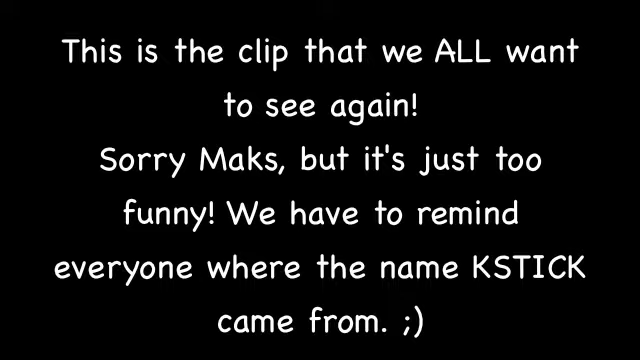 This is the clip that we ALL want
to see again!
Sorry Maks, but it's just too
funny! We have to remind
everyone where the name KSTICK
came from. ;)